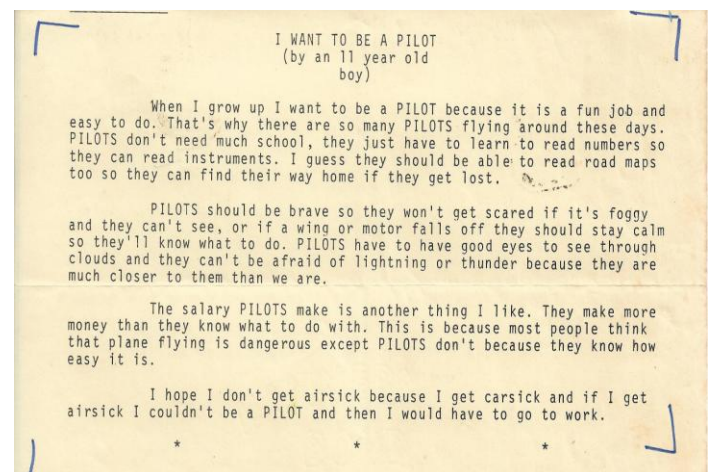 I WANT TO BE A PILOT
(by an 11 year old
boy)
When I grow up I want to be a PILOT because it is a fun job and
easy to do. That's why there are so many PILOTS flying around these days.
PILOTS don't need much school, they just have to learn to read numbers so
they can read instruments. I guess they should be able to read road maps
too so they can find their way home if they get lost.
PILOTS should be brave so they won't get scared if it's foggy
and they can't see, or if a wing or motor falls off they should stay calm
so they'll know what to do. PILOTS have to have good eyes to see through
clouds and they can't be afraid of lightning or thunder because they are
much closer to them than we are.
The salary PILOTS make is another thing I like. They make more
money than they know what to do with. This is because most people think
that plane flying is dangerous except PILOTS don't because they know how
easy it is.
I hope I don't get airsick because I get carsick and if I get
airsick I couldn't be a PILOT and then I would have to go to work.
* * *